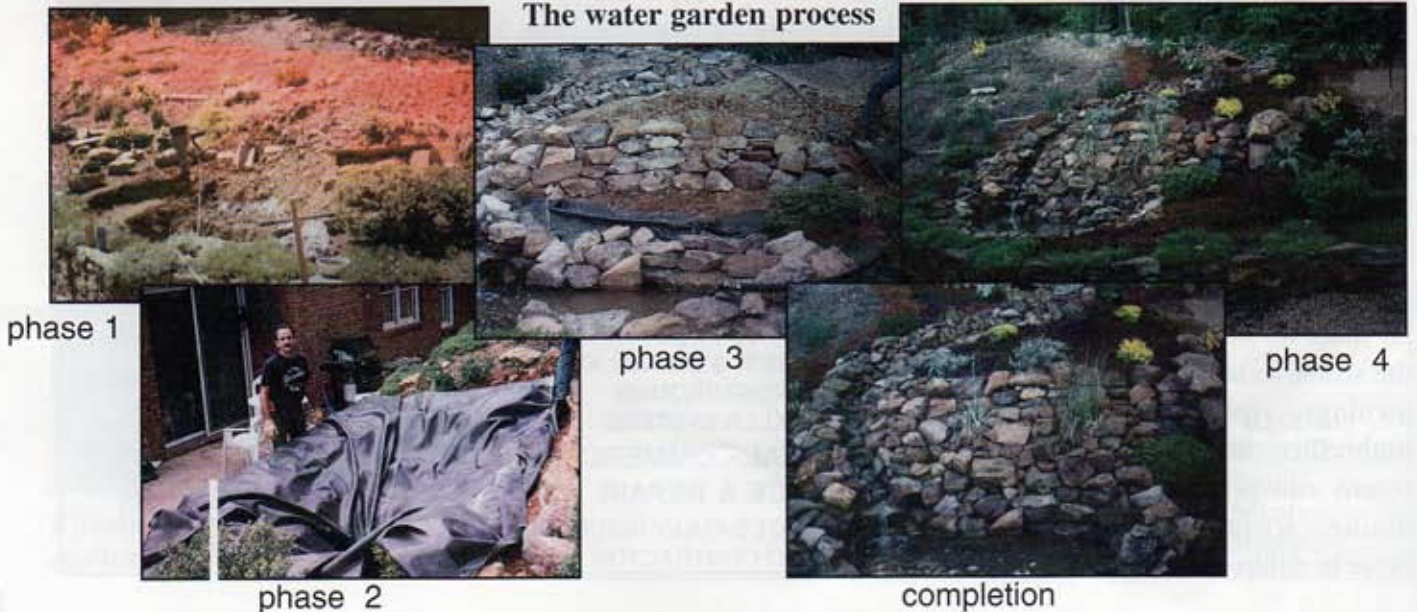 The water garden process
phase 1
phase 3
phase 4
phase 2
completion